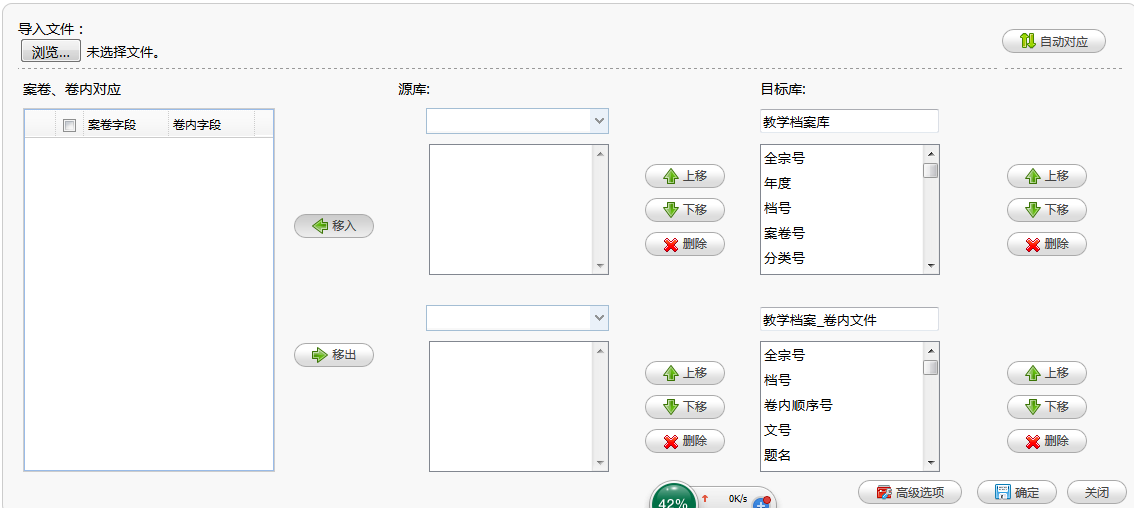 导入文件：
浏览... 未选择文件。
自动对应
案卷、卷内对应
源库:
目标库:
案卷字段 卷内字段
教学档案库
全宗号
年度
档号
案卷号
分类号
上移
下移
删除
上移
下移
删除
移入
移出
教学档案_卷内文件
全宗号
档号
卷内顺序号
文号
题名
上移
下移
删除
上移
下移
删除
42% 0K/s
高级选项 确定 关闭